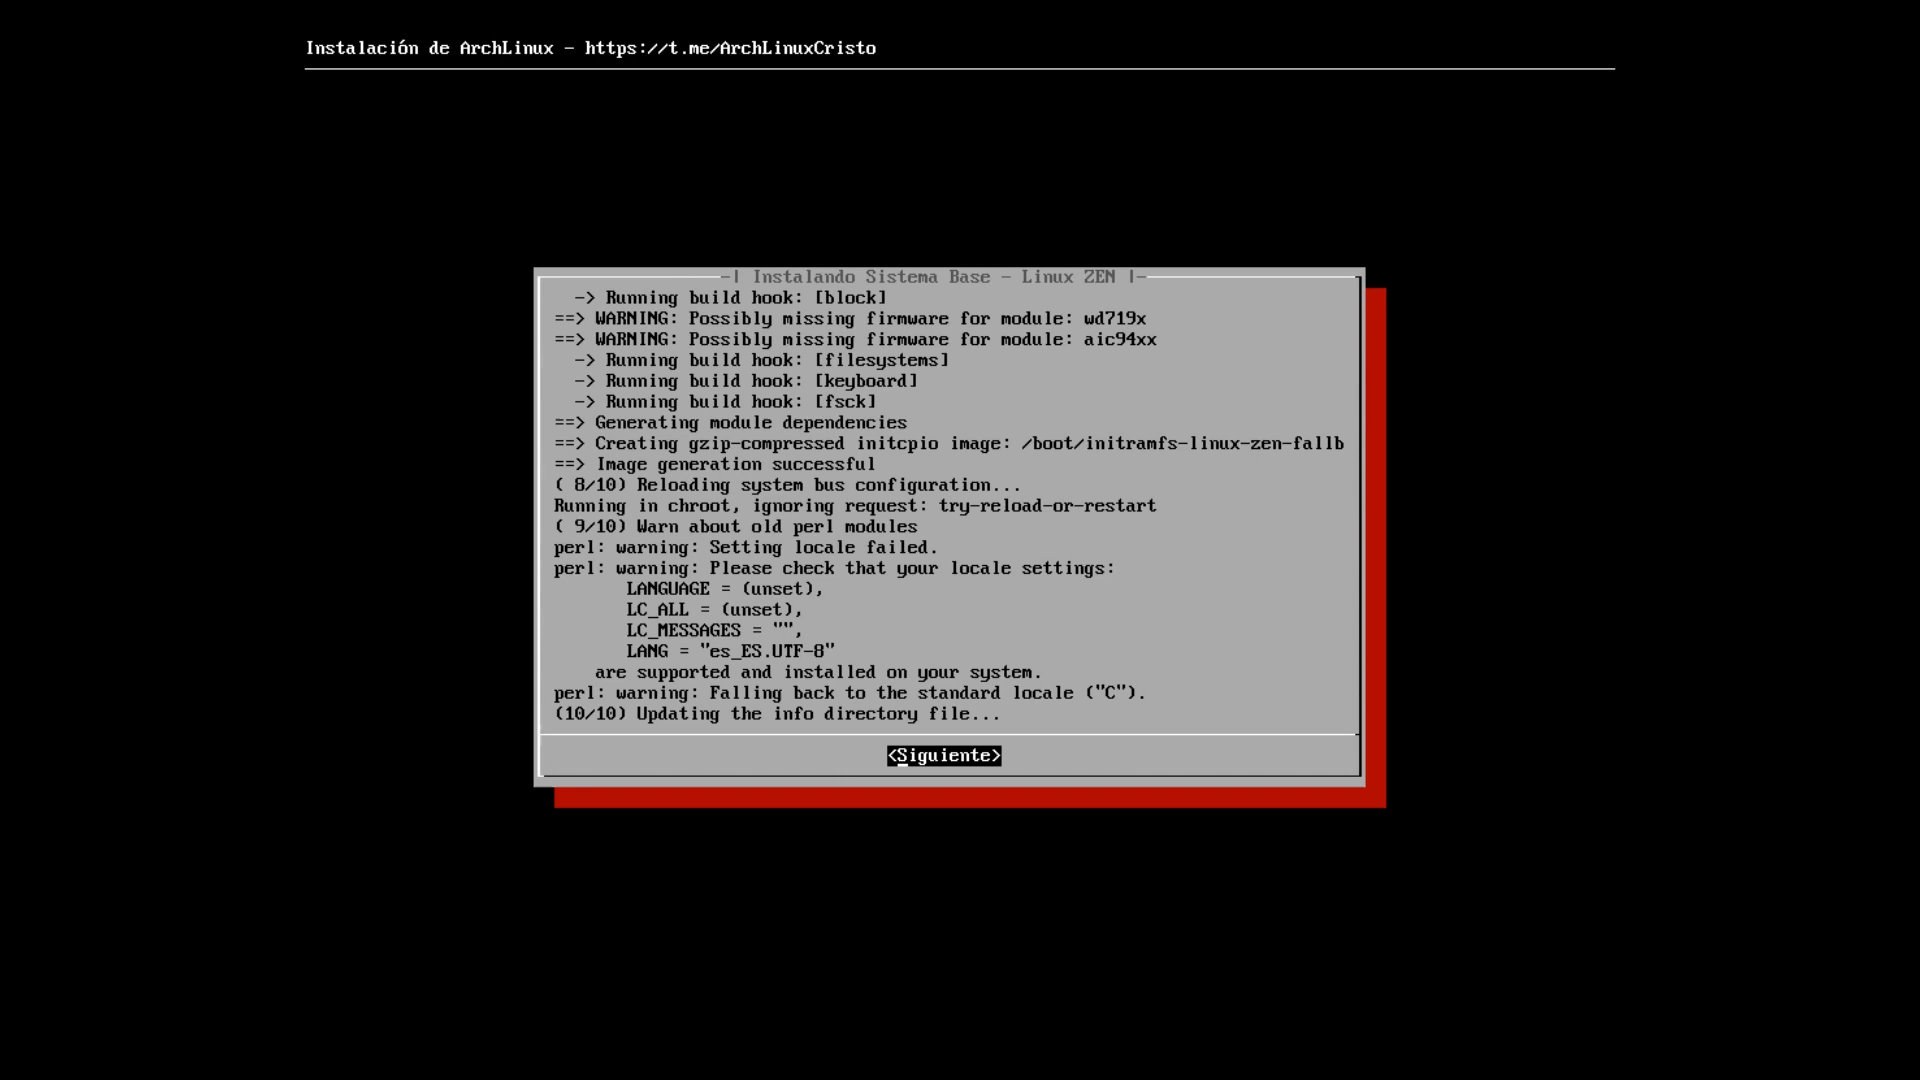 Instalación de ArchLinux - https://t.me/ArchLinuxCristo
-| Instalando Sistema Base - Linux ZEN |-
-> Running build hook: [block]
==> WARNING: Possibly missing firmware for module: wd719x
==> WARNING: Possibly missing firmware for module: aic94xx
-> Running build hook: [filesystems]
-> Running build hook: [keyboard]
-> Running build hook: [fsck]
==> Generating module dependencies
==> Creating gzip-compressed initcpio image: /boot/initramfs-linux-zen-fallb
==> Image generation successful
( 8/10) Reloading system bus configuration...
Running in chroot, ignoring request: try-reload-or-restart
( 9/10) Warn about old perl modules
perl: warning: Setting locale failed.
perl: warning: Please check that your locale settings:
LANGUAGE = (unset),
LC_ALL = (unset),
LC_MESSAGES = "",
LANG = "es_ES.UTF-8"
are supported and installed on your system.
perl: warning: Falling back to the standard locale ("C").
(10/10) Updating the info directory file...
<Siguiente>